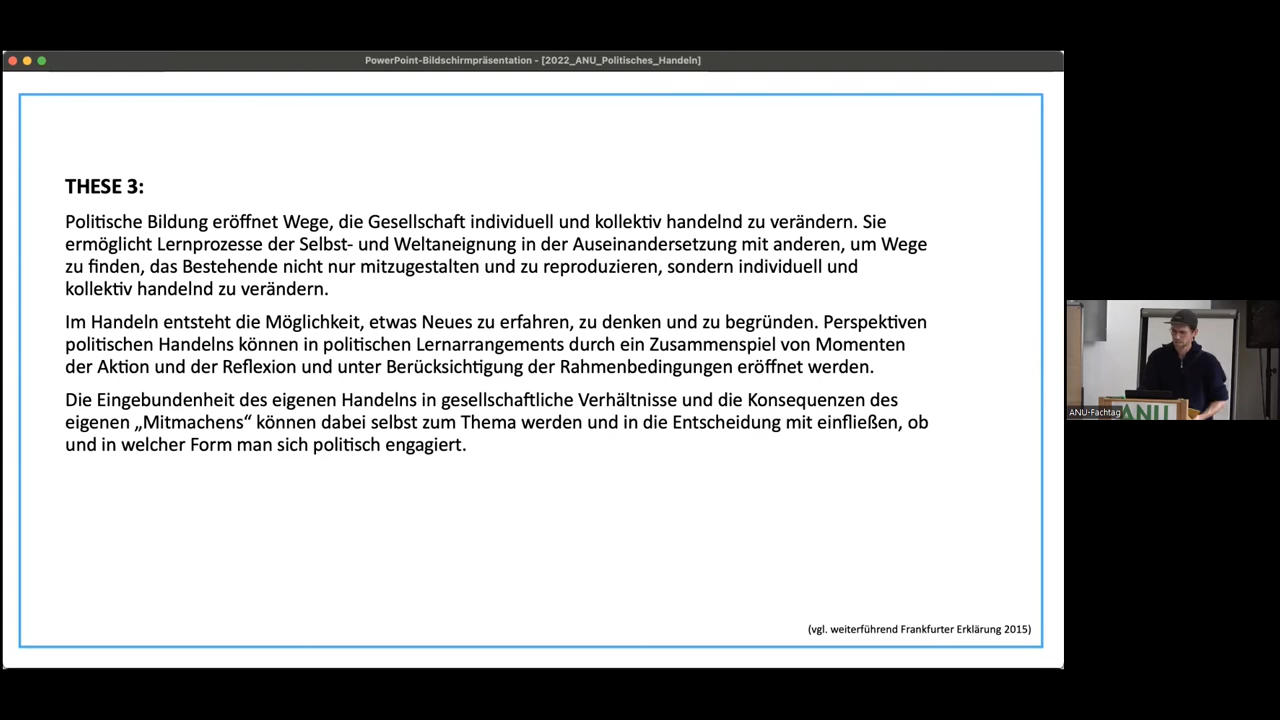 PowerPoint-Bildschirmpräsentation - [2022_ANU_Politisches_Handeln]
THESE 3:
Politische Bildung eröffnet Wege, die Gesellschaft individuell und kollektiv handelnd zu verändern. Sie
ermöglicht Lernprozesse der Selbst- und Weltaneignung in der Auseinandersetzung mit anderen, um Wege
zu finden, das Bestehende nicht nur mitzugestalten und zu reproduzieren, sondern individuell und
kollektiv handelnd zu verändern.
Im Handeln entsteht die Möglichkeit, etwas Neues zu erfahren, zu denken und zu begründen. Perspektiven
politischen Handelns können in politischen Lernarrangements durch ein Zusammenspiel von Momenten
der Aktion und der Reflexion und unter Berücksichtigung der Rahmenbedingungen eröffnet werden.
Die Eingebundenheit des eigenen Handelns in gesellschaftliche Verhältnisse und die Konsequenzen des
eigenen „Mitmachens“ können dabei selbst zum Thema werden und in die Entscheidung mit einfließen, ob
und in welcher Form man sich politisch engagiert.
(vgl. weiterführend Frankfurter Erklärung 2015)
ANU-Fachtag
ANU